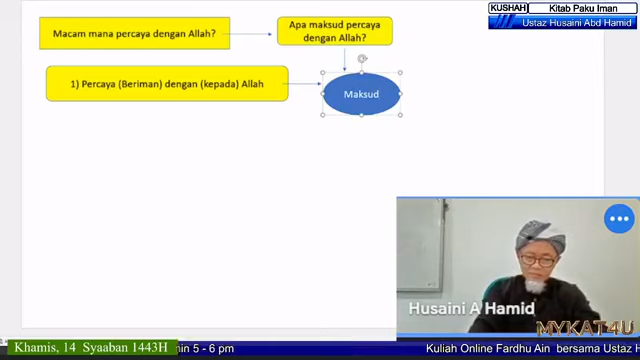 KUSHAH
Kitab Paku Iman
Ustaz Husaini Abd Hamid
Macam mana percaya dengan Allah?
Apa maksud percaya
dengan Allah?
1) Percaya (Beriman) dengan (kepada) Allah
Maksud
Husaini A Hamid
MYKAT4U
Khamis, 14 Syaaban 1443H
5 - 6 pm
Kuliah Online Fardhu Ain bersama Ustaz H